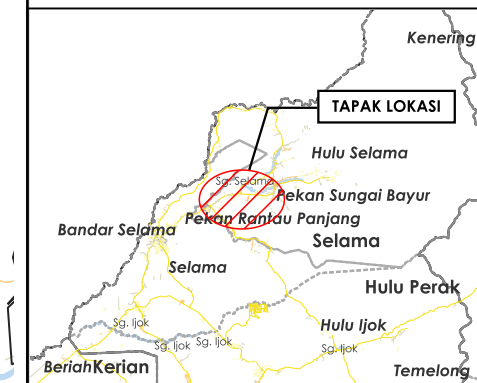 Kenering
TAPAK LOKASI
Hulu Selama
Sg. Selama
Pekan Sungai Bayur
Pekan Rantau Panjang
Bandar Selama
Selama
Selama
Hulu Perak
Sg. Ijok
Hulu Ijok
Sg. Ijok
Sg. Ijok
Sg. Ijok
Beriah
Kerian
Temelong